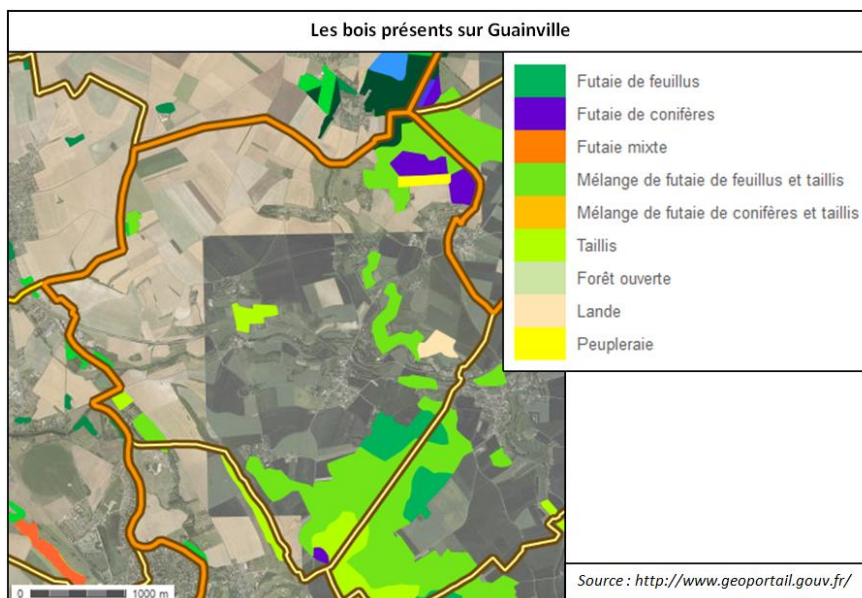 Les bois présents sur Guainville
Futaie de feuillus
Futaie de conifères
Futaie mixte
Mélange de futaie de feuillus et taillis
Mélange de futaie de conifères et taillis
Taillis
Forêt ouverte
Lande
Peupleraie
0 1000 m
Source : http://www.geoportail.gouv.fr/